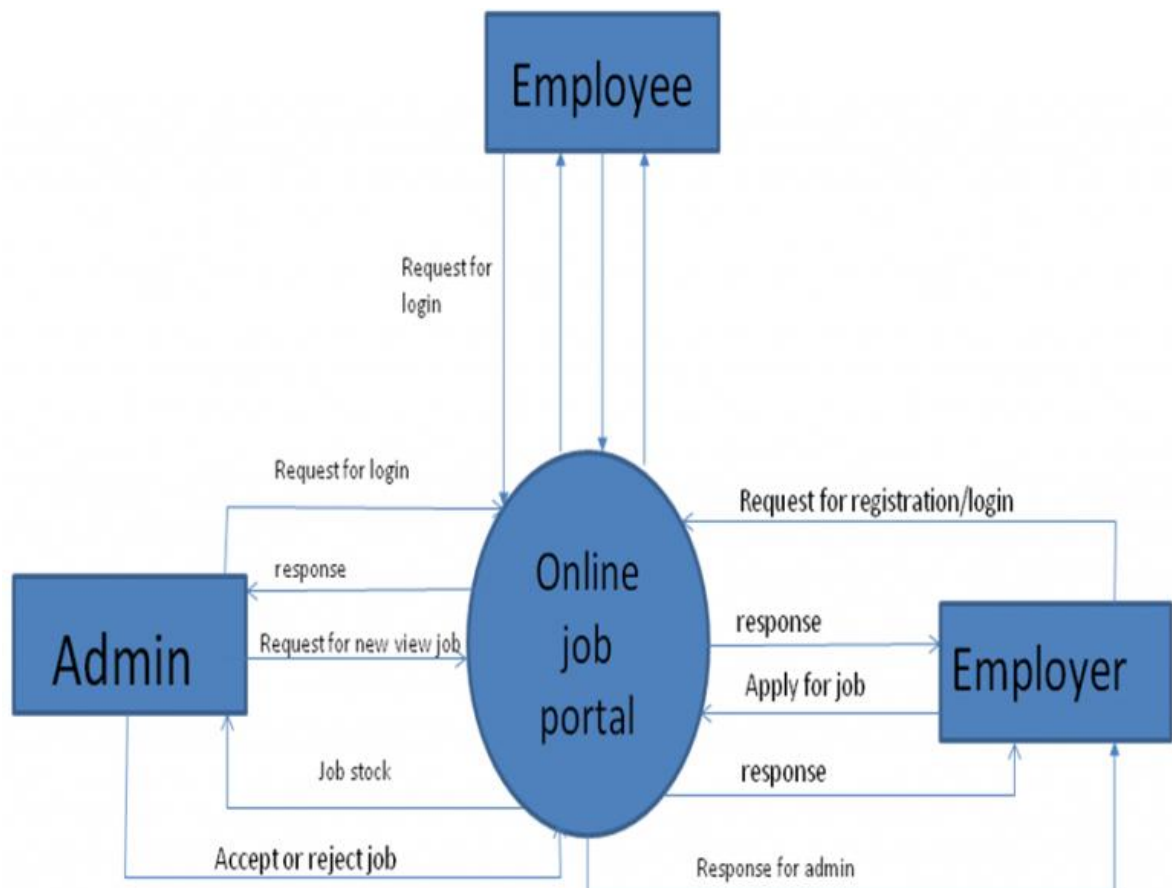 Employee
Request for
login
Request for login
Request for registration/login
response
Online
job
portal
response
Admin
Request for new view job
Employer
Apply for job
Job stock
response
Accept or reject job
Response for admin